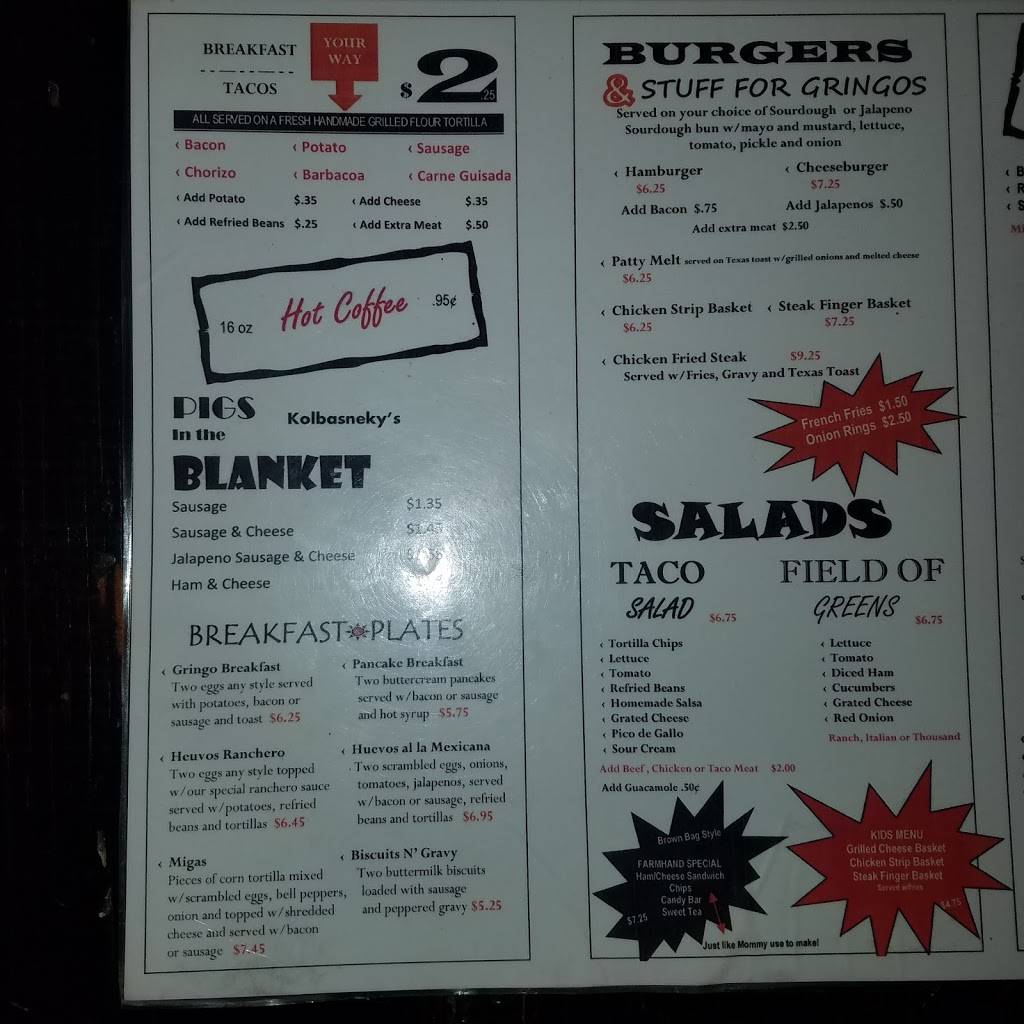 BREAKFAST
TACOS
YOUR
WAY
$2.25
ALL SERVED ON A FRESH HANDMADE GRILLED FLOUR TORTILLA
‹ Bacon ‹ Potato ‹ Sausage
‹ Chorizo ‹ Barbacoa ‹ Carne Guisada
‹ Add Potato $.35 ‹ Add Cheese $.35
‹ Add Refried Beans $.25 ‹ Add Extra Meat $.50
16 oz Hot Coffee .95¢
PIGS
In the
Kolbasneky's
BLANKET
Sausage $1.35
Sausage & Cheese
Jalapeno Sausage & Cheese
Ham & Cheese
BREAKFAST PLATES
‹ Gringo Breakfast
Two eggs any style served
with potatoes, bacon or
sausage and toast $6.25
‹ Pancake Breakfast
Two buttercream pancakes
served w/bacon or sausage
and hot syrup $5.75
‹ Heuvos Ranchero
Two eggs any style topped
w/our special ranchero sauce
served w/potatoes, refried
beans and tortillas $6.45
‹ Huevos al la Mexicana
Two scrambled eggs, onions,
tomatoes, jalapenos, served
w/bacon or sausage, refried
beans and tortillas $6.95
‹ Migas
Pieces of corn tortilla mixed
w/scrambled eggs, bell peppers,
onion and topped w/shredded
cheese and served w/bacon
or sausage $7.45
‹ Biscuits N' Gravy
Two buttermilk biscuits
loaded with sausage
and peppered gravy $5.25
BURGERS
& STUFF FOR GRINGOS
Served on your choice of Sourdough or Jalapeno
Sourdough bun w/mayo and mustard, lettuce,
tomato, pickle and onion
‹ Hamburger ‹ Cheeseburger
$6.25 $7.25
Add Bacon $.75 Add Jalapenos $.50
Add extra meat $2.50
‹ Patty Melt served on Texas toast w/grilled onions and melted cheese
$6.25
‹ Chicken Strip Basket ‹ Steak Finger Basket
$6.25 $7.25
‹ Chicken Fried Steak $9.25
Served w/Fries, Gravy and Texas Toast
French Fries $1.50
Onion Rings $2.50
SALADS
TACO
SALAD $6.75
‹ Tortilla Chips
‹ Lettuce
‹ Tomato
‹ Refried Beans
‹ Homemade Salsa
‹ Grated Cheese
‹ Pico de Gallo
‹ Sour Cream
FIELD OF
GREENS $6.75
‹ Lettuce
‹ Tomato
‹ Diced Ham
‹ Cucumbers
‹ Grated Cheese
‹ Red Onion
Ranch, Italian or Thousand
Add Beef, Chicken or Taco Meat $2.00
Add Guacamole .50¢
Brown Bag Style
FARMHAND SPECIAL
Ham/Cheese Sandwich
Chips
Candy Bar
Sweet Tea
$7.25
Just like Mommy use to make!
KIDS MENU
Grilled Cheese Basket
Chicken Strip Basket
Steak Finger Basket
Served w/fries
$4.75